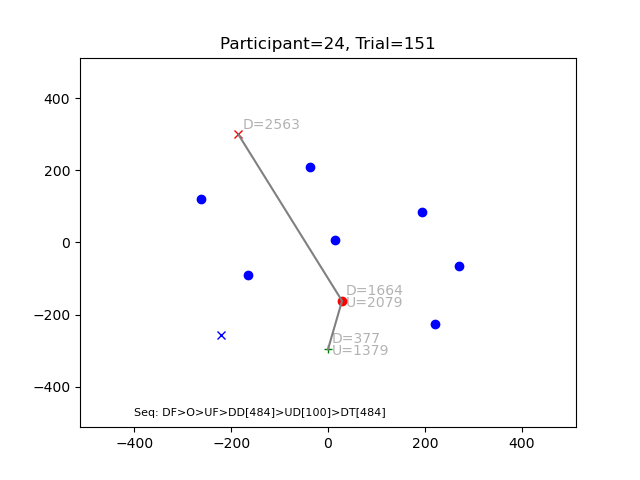 Participant=24, Trial=151
400
200
0
−200
−400
D=2563
D=1664
U=2079
D=377
U=1379
Seq: DF>O>UF>DD[484]>UD[100]>DT[484]
−400
−200
0
200
400